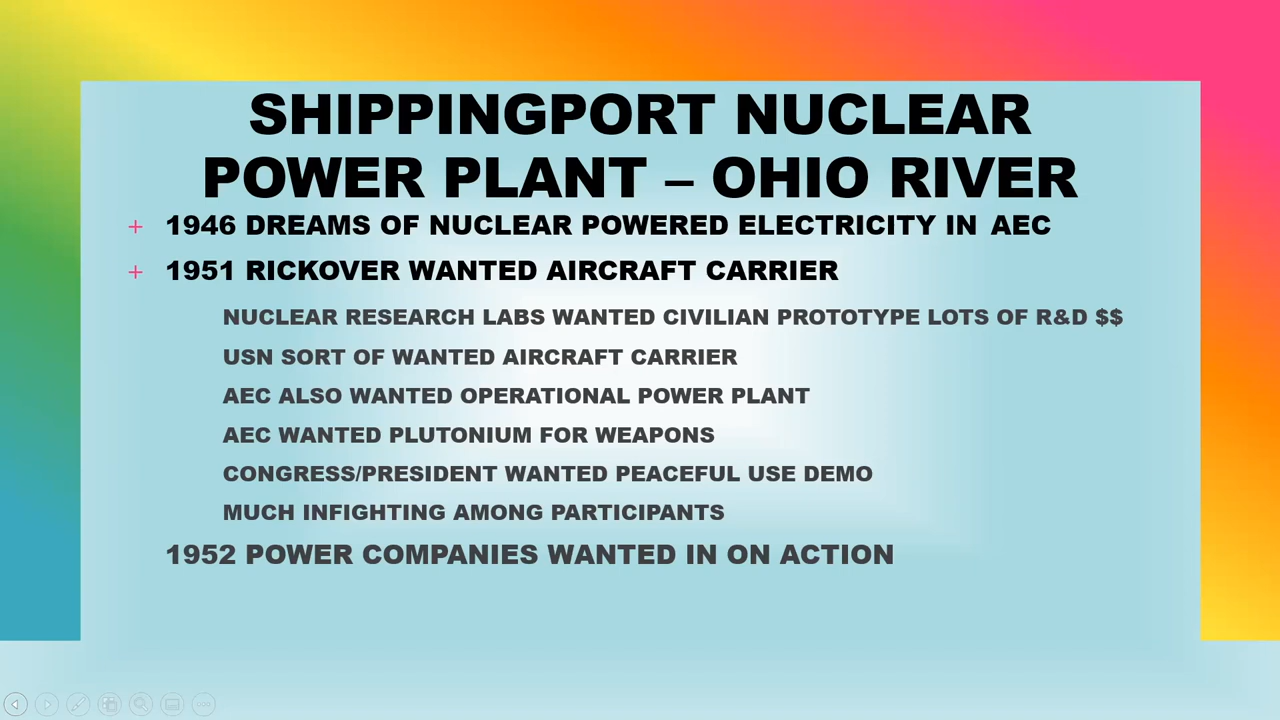 SHIPPINGPORT NUCLEAR
POWER PLANT – OHIO RIVER
+ 1946 DREAMS OF NUCLEAR POWERED ELECTRICITY IN AEC
+ 1951 RICKOVER WANTED AIRCRAFT CARRIER
NUCLEAR RESEARCH LABS WANTED CIVILIAN PROTOTYPE LOTS OF R&D $$
USN SORT OF WANTED AIRCRAFT CARRIER
AEC ALSO WANTED OPERATIONAL POWER PLANT
AEC WANTED PLUTONIUM FOR WEAPONS
CONGRESS/PRESIDENT WANTED PEACEFUL USE DEMO
MUCH INFIGHTING AMONG PARTICIPANTS
1952 POWER COMPANIES WANTED IN ON ACTION